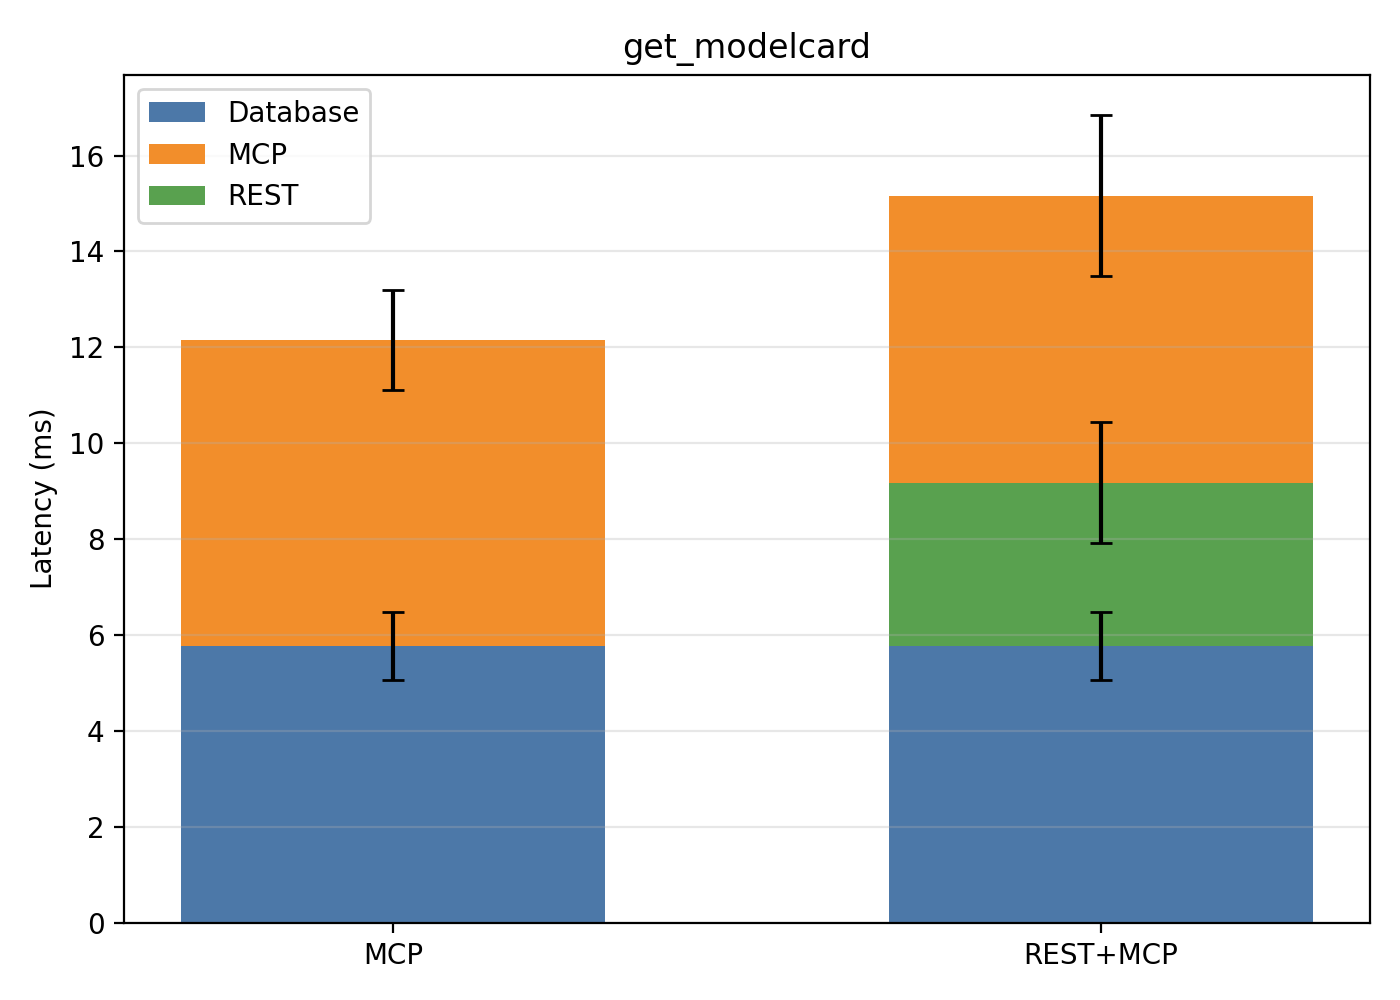 get_modelcard
Database
MCP
REST
Latency (ms)
16
14
12
10
8
6
4
2
0
MCP
REST+MCP